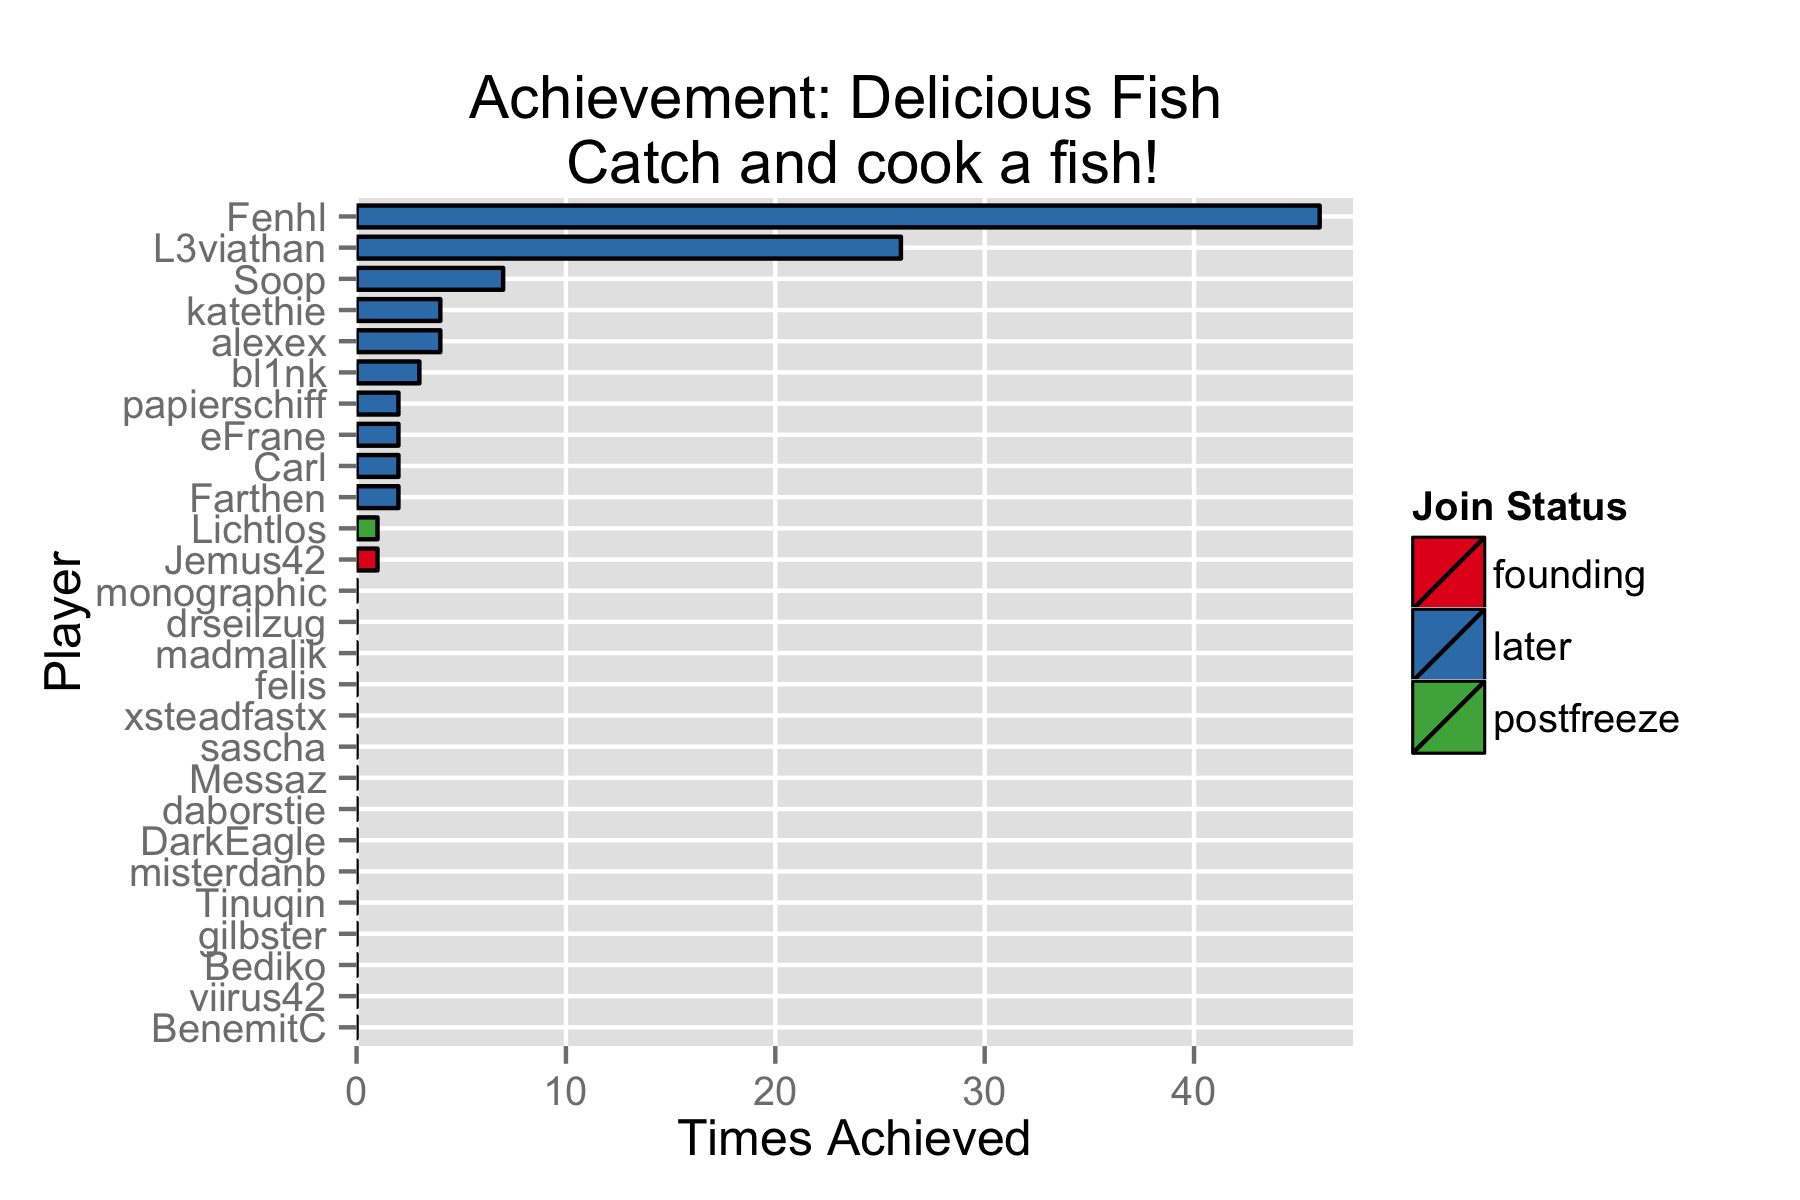 Achievement: Delicious Fish
Catch and cook a fish!
Fenhl
L3viathan
Soop
katethie
alexex
bl1nk
papierschiff
eFrane
Carl
Farthen
Lichtlos
Jemus42
monographic
drseilzug
madmalik
felis
xsteadfastx
sascha
Messaz
daborstie
DarkEagle
misterdanb
Tinuqin
gilbster
Bediko
viirus42
BenemitC
Player
0 10 20 30 40
Times Achieved
Join Status
founding
later
postfreeze